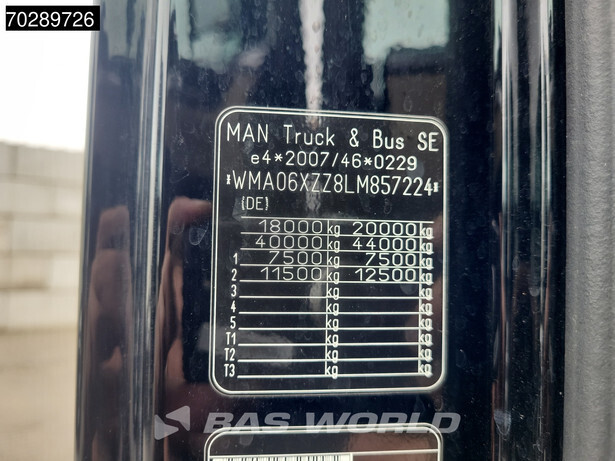 70289726
MAN Truck & Bus SE
e4*2007/46*0229
*WMA06XZZ8LM857224*
(DE)
18000 kg 20000 kg
40000 kg 44000 kg
1 7500 kg 7500 kg
2 11500 kg 12500 kg
3 kg kg
4 kg kg
5 kg kg
T1 kg kg
T2 kg kg
T3 kg kg
BAS WORLD